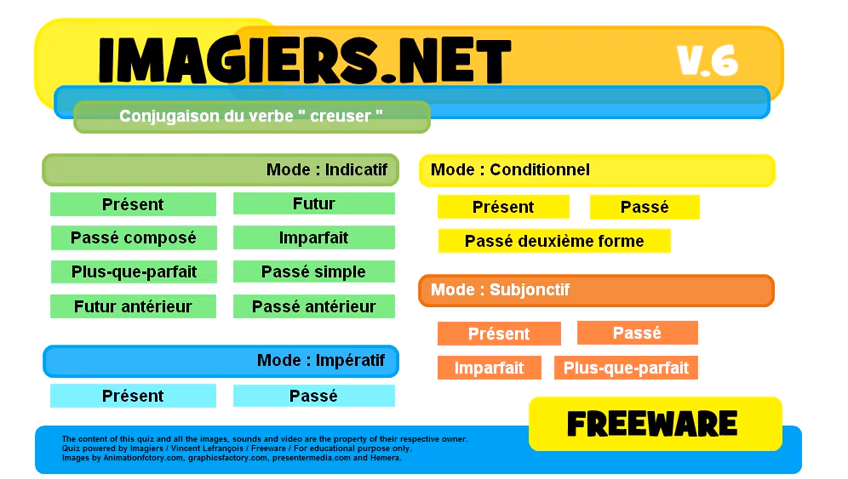 IMAGIERS.NET
V.6
Conjugaison du verbe " creuser "
Mode : Indicatif
Présent
Futur
Passé composé
Imparfait
Plus-que-parfait
Passé simple
Futur antérieur
Passé antérieur
Mode : Impératif
Présent
Passé
Mode : Conditionnel
Présent
Passé
Passé deuxième forme
Mode : Subjonctif
Présent
Passé
Imparfait
Plus-que-parfait
FREEWARE
The content of this quiz and all the images, sounds and video are the property of their respective owner.
Quiz powered by Imagiers / Vincent Lefrançois / Freeware / For educational purpose only.
Images by Animationfctory.com, graphicsfactory.com, presentermedia.com and Hemera.